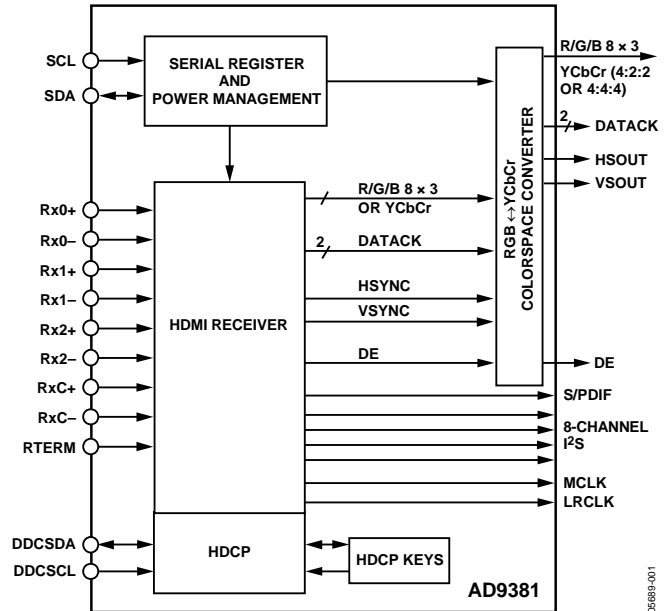 SCL
SDA
SERIAL REGISTER
AND
POWER MANAGEMENT
R/G/B 8 × 3
YCbCr (4:2:2
OR 4:4:4)
2
DATACK
HSOUT
VSOUT
RGB ↔ YCbCr
COLORSPACE CONVERTER
Rx0+
Rx0–
Rx1+
Rx1–
Rx2+
Rx2–
RxC+
RxC–
RTERM
HDMI RECEIVER
R/G/B 8 × 3
OR YCbCr
2
DATACK
HSYNC
VSYNC
DE
DE
S/PDIF
8-CHANNEL
I²S
MCLK
LRCLK
DDCSDA
DDCSCL
HDCP
HDCP KEYS
AD9381
05689-001